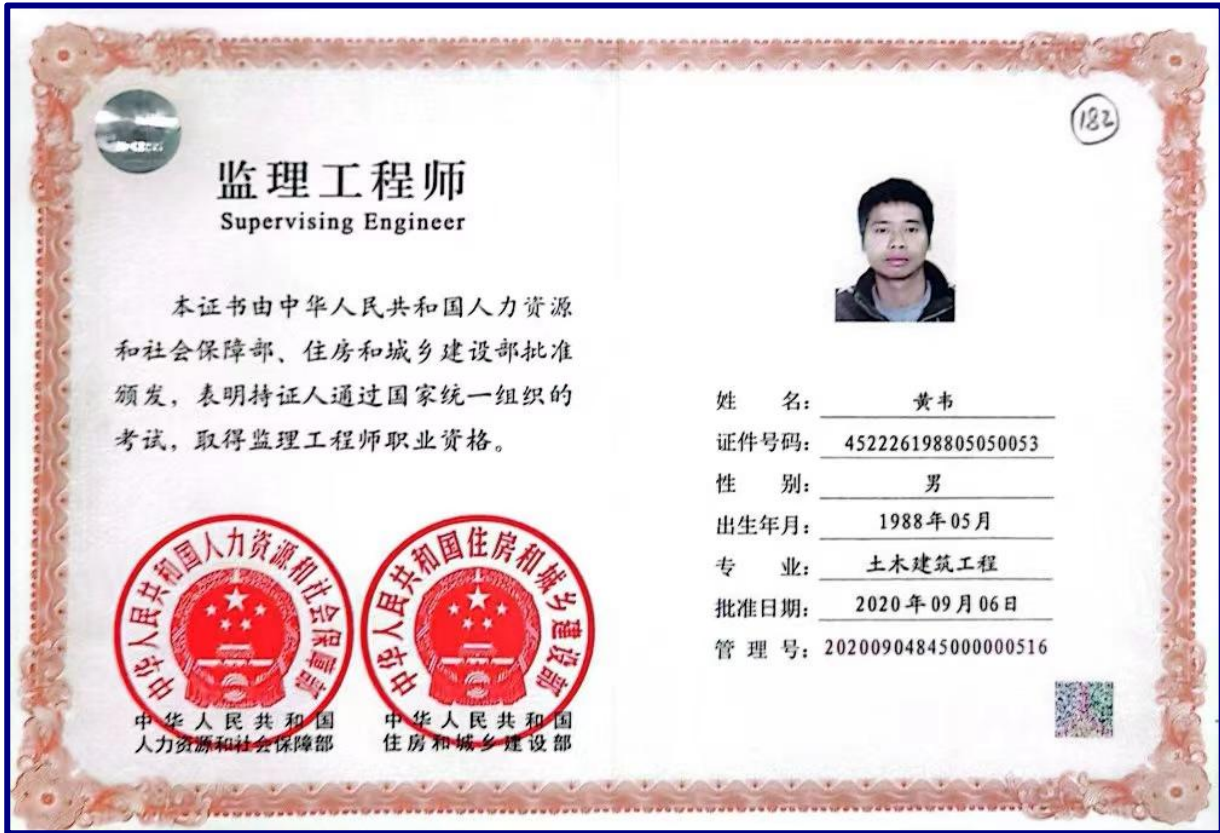 182
监理工程师
Supervising Engineer
本证书由中华人民共和国人力资源
和社会保障部、住房和城乡建设部批准
颁发，表明持证人通过国家统一组织的
考试，取得监理工程师职业资格。
中华人民共和国人力资源和社会保障部
中华人民共和国住房和城乡建设部
中华人民共和国
人力资源和社会保障部
中华人民共和国
住房和城乡建设部
姓 名： 黄韦
证件号码： 452226198805050053
性 别： 男
出生年月： 1988年05月
专 业： 土木建筑工程
批准日期： 2020年09月06日
管 理 号： 20200904845000000516